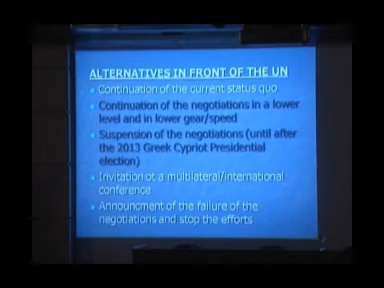 ALTERNATIVES IN FRONT OF THE UN
Continuation of the current status quo
Continuation of the negotiations in a lower
level and in lower gear/speed
Suspension of the negotiations (until after
the 2013 Greek Cypriot Presidential
election)
Invitation ot a multilateral/international
conference
Announcment of the failure of the
negotiations and stop the efforts